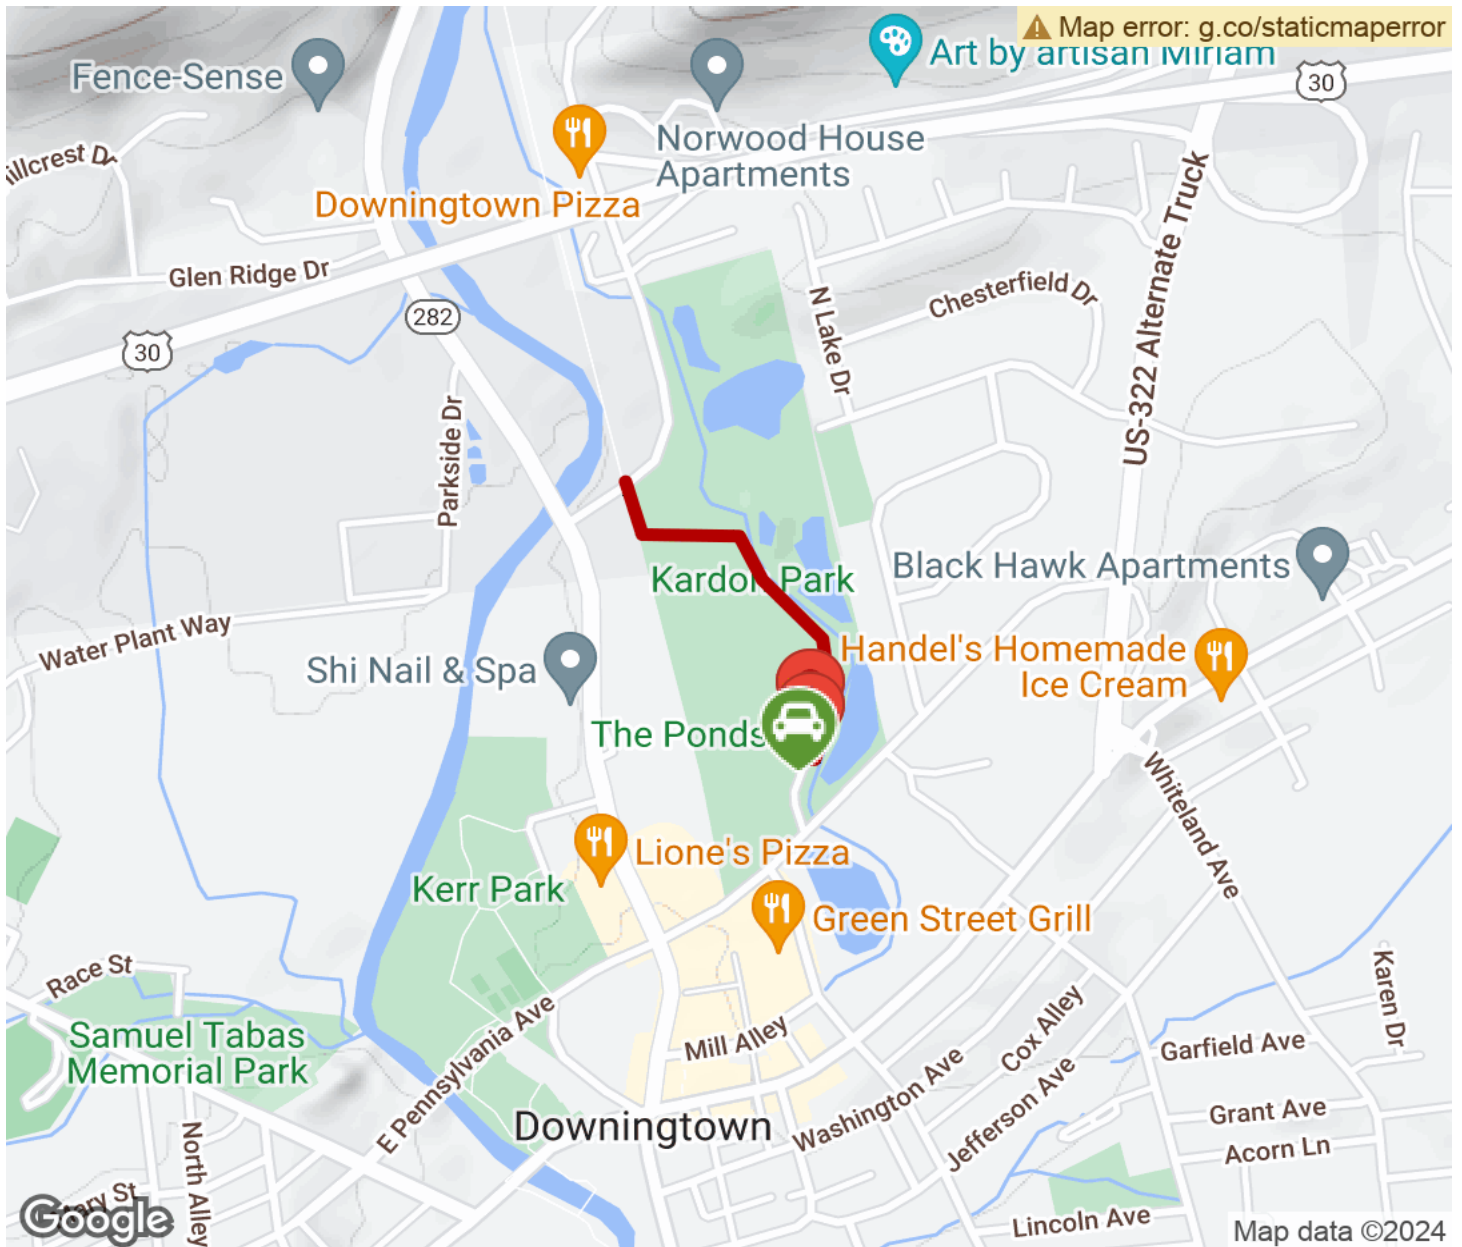 Map error: g.co/staticmaperror
Fence-Sense
Art by artisan Miriam
30
Norwood House
Apartments
Downingtown Pizza
Glen Ridge Dr
282
30
N Lake Dr
Chesterfield Dr
US-322 Alternate Truck
Parkside Dr
Kardon Park
Black Hawk Apartments
Water Plant Way
Shi Nail & Spa
Handel's Homemade
Ice Cream
The Ponds
Whiteland Ave
Lione's Pizza
Kerr Park
Green Street Grill
Race St
Karen Dr
Samuel Tabas
Memorial Park
E Pennsylvania Ave
Mill Alley
Cox Alley
Garfield Ave
Washington Ave
Jefferson Ave
Downingtown
Grant Ave
Acorn Ln
North Alley
Lincoln Ave
Google
Map data ©2024